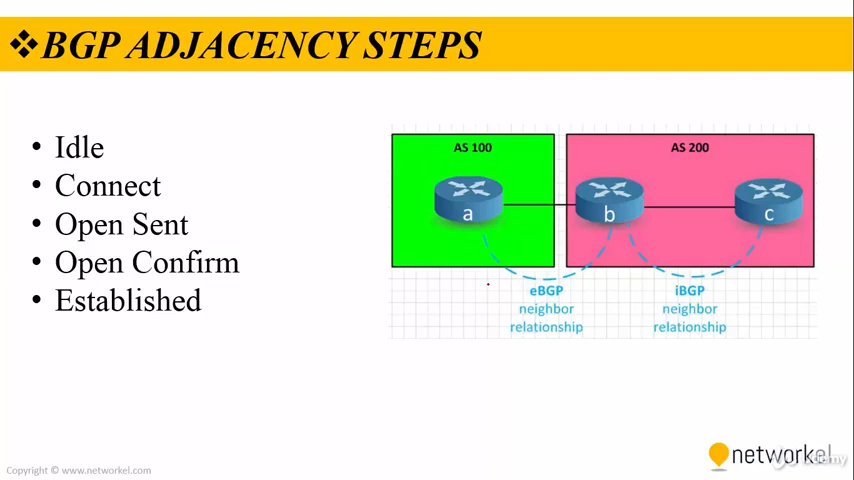 ❖BGP ADJACENCY STEPS
• Idle
• Connect
• Open Sent
• Open Confirm
• Established
AS 100
AS 200
a
b
c
eBGP
neighbor
relationship
iBGP
neighbor
relationship
Copyright © www.networkel.com
networkel